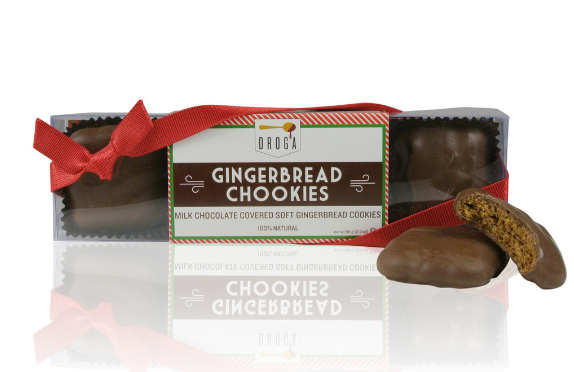 DROGA
GINGERBREAD
CHOOKIES
MILK CHOCOLATE COVERED SOFT GINGERBREAD COOKIES
100% NATURAL